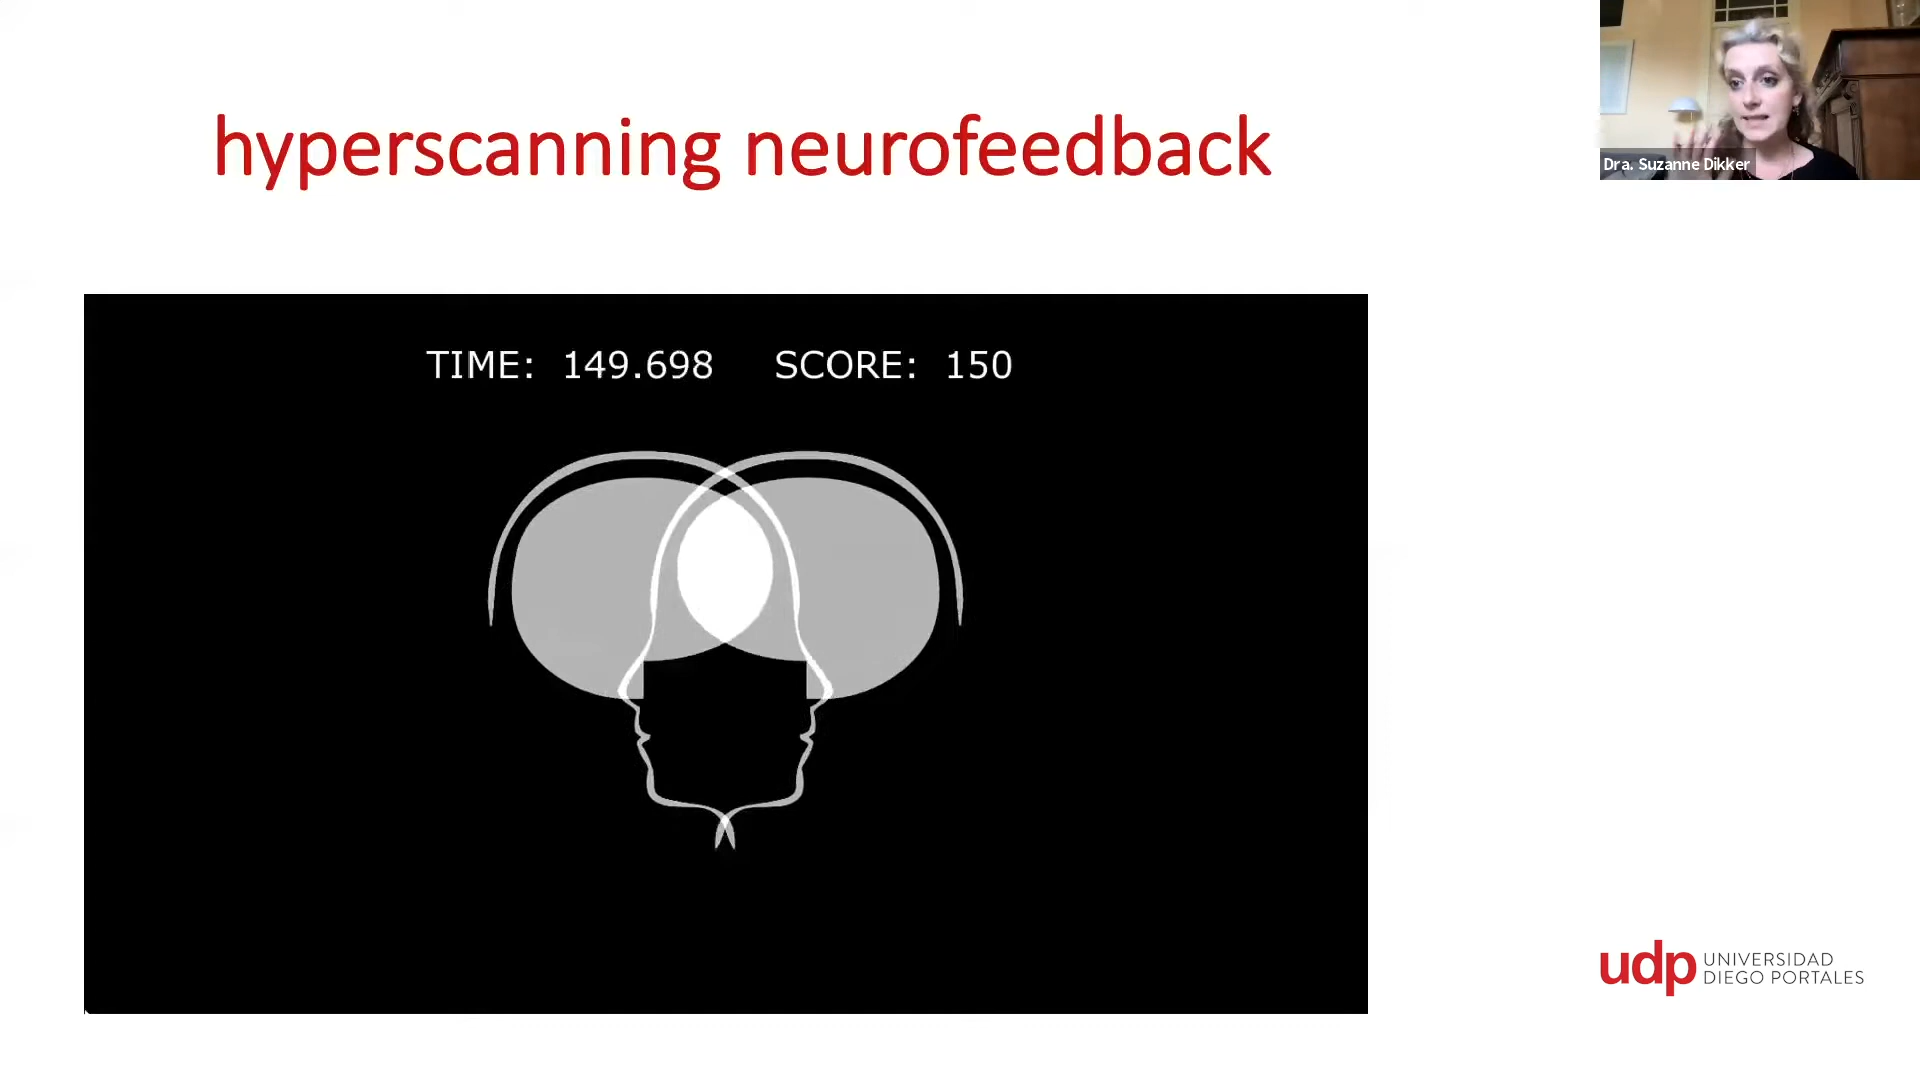 hyperscanning neurofeedback
Dra. Suzanne Dikker
TIME: 149.698 SCORE: 150
udp UNIVERSIDAD
DIEGO PORTALES